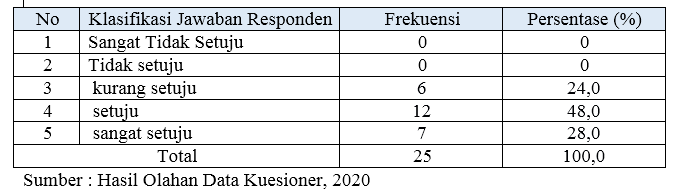 No Klasifikasi Jawaban Responden Frekuensi Persentase (%)
1 Sangat Tidak Setuju 0 0
2 Tidak setuju 0 0
3 kurang setuju 6 24,0
4 setuju 12 48,0
5 sangat setuju 7 28,0
Total 25 100,0
Sumber : Hasil Olahan Data Kuesioner, 2020